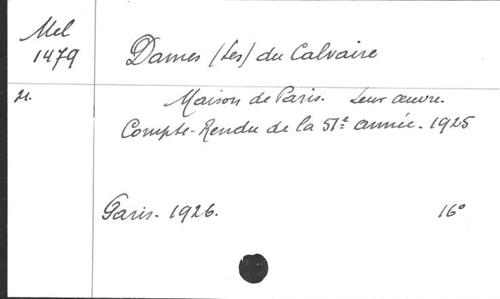 Mel
1479
Dames (Les) du Calvaire
21.
Maison de Paris. Leur œuvre.
Compte-Rendu de la 51e année. 1925
Paris. 1926.
16°